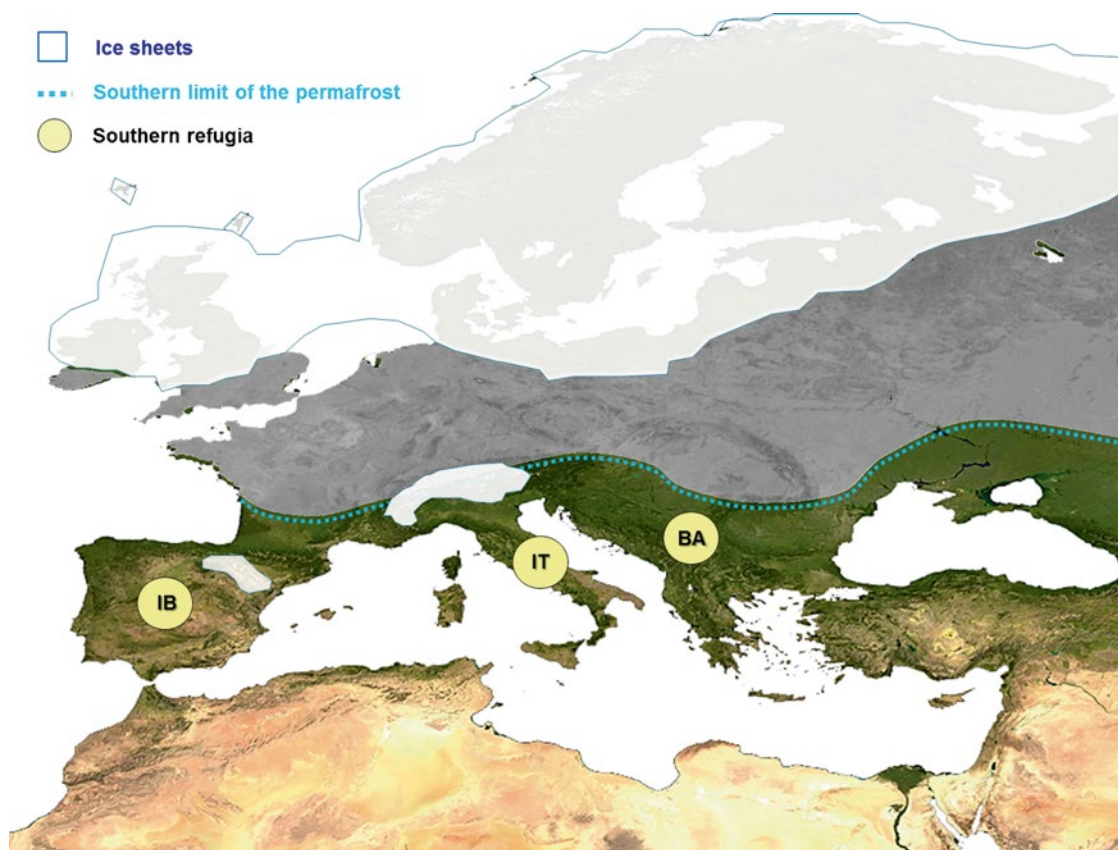 Ice sheets
Southern limit of the permafrost
Southern refugia
BA
IT
IB